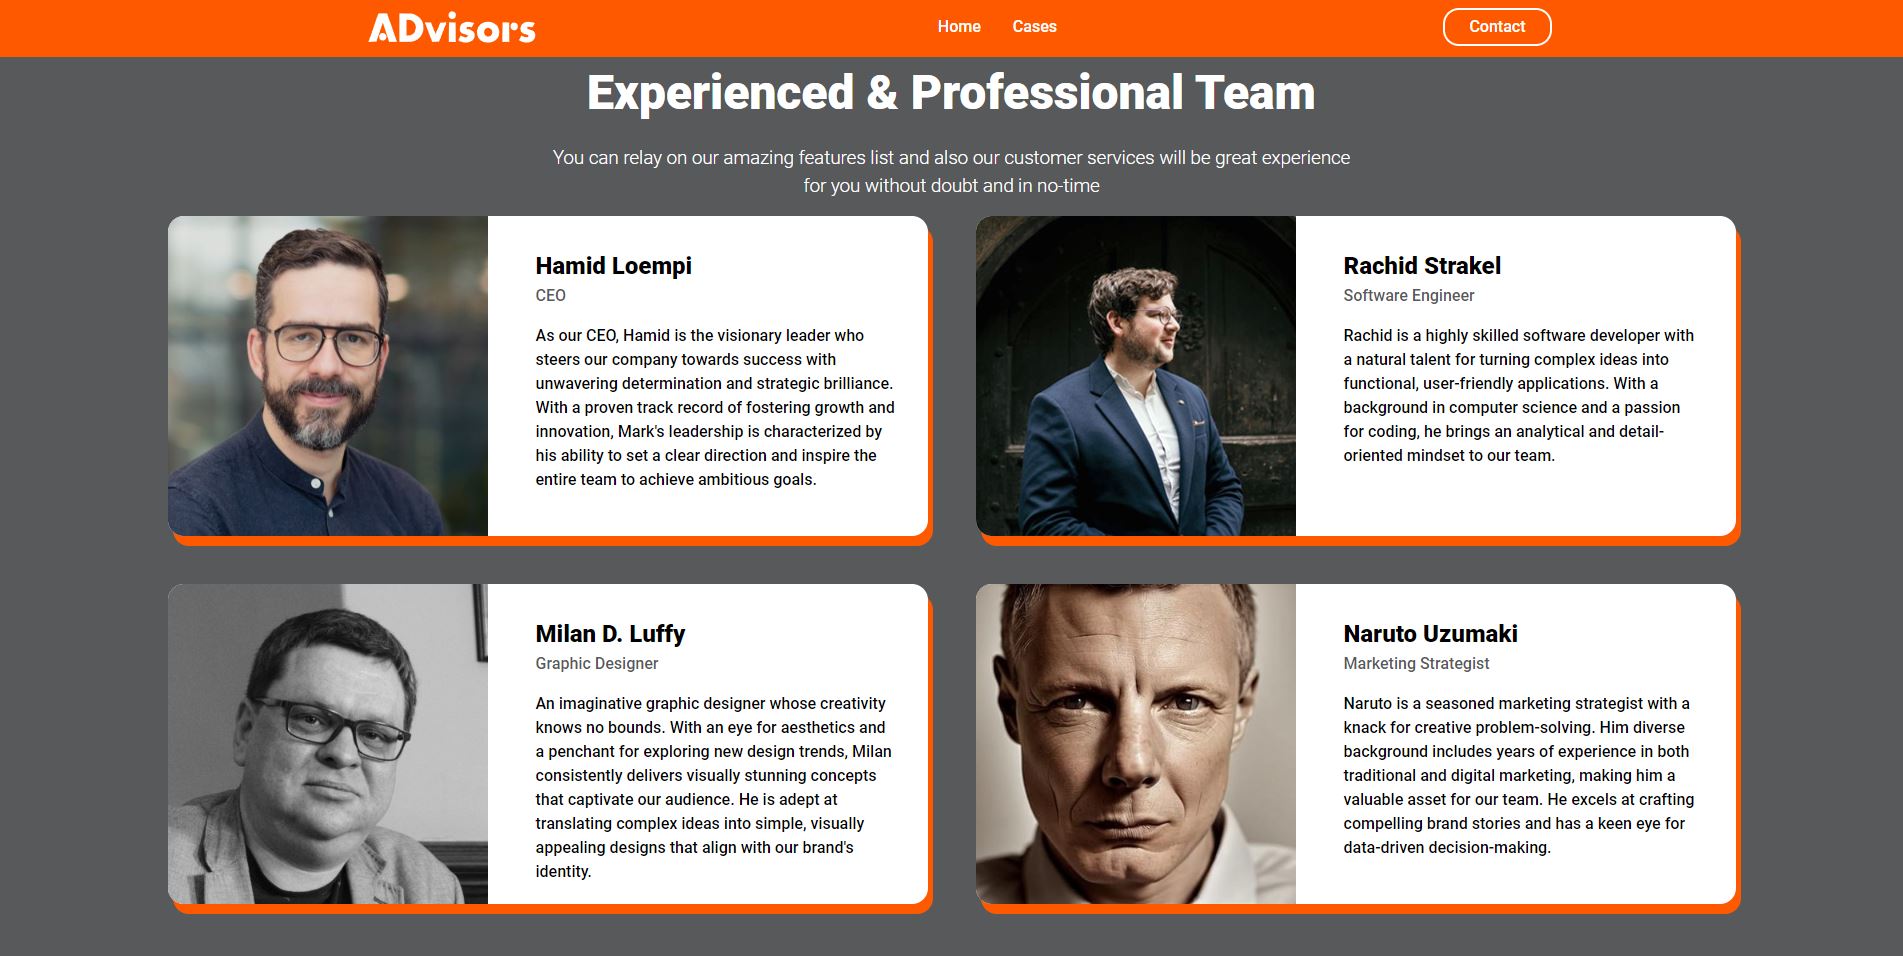 ADvisors
Home
Cases
Contact
Experienced & Professional Team
You can relay on our amazing features list and also our customer services will be great experience
for you without doubt and in no-time
Hamid Loempi
CEO
As our CEO, Hamid is the visionary leader who
steers our company towards success with
unwavering determination and strategic brilliance.
With a proven track record of fostering growth and
innovation, Mark's leadership is characterized by
his ability to set a clear direction and inspire the
entire team to achieve ambitious goals.
Rachid Strakel
Software Engineer
Rachid is a highly skilled software developer with
a natural talent for turning complex ideas into
functional, user-friendly applications. With a
background in computer science and a passion
for coding, he brings an analytical and detail-
oriented mindset to our team.
Milan D. Luffy
Graphic Designer
An imaginative graphic designer whose creativity
knows no bounds. With an eye for aesthetics and
a penchant for exploring new design trends, Milan
consistently delivers visually stunning concepts
that captivate our audience. He is adept at
translating complex ideas into simple, visually
appealing designs that align with our brand's
identity.
Naruto Uzumaki
Marketing Strategist
Naruto is a seasoned marketing strategist with a
knack for creative problem-solving. Him diverse
background includes years of experience in both
traditional and digital marketing, making him a
valuable asset for our team. He excels at crafting
compelling brand stories and has a keen eye for
data-driven decision-making.